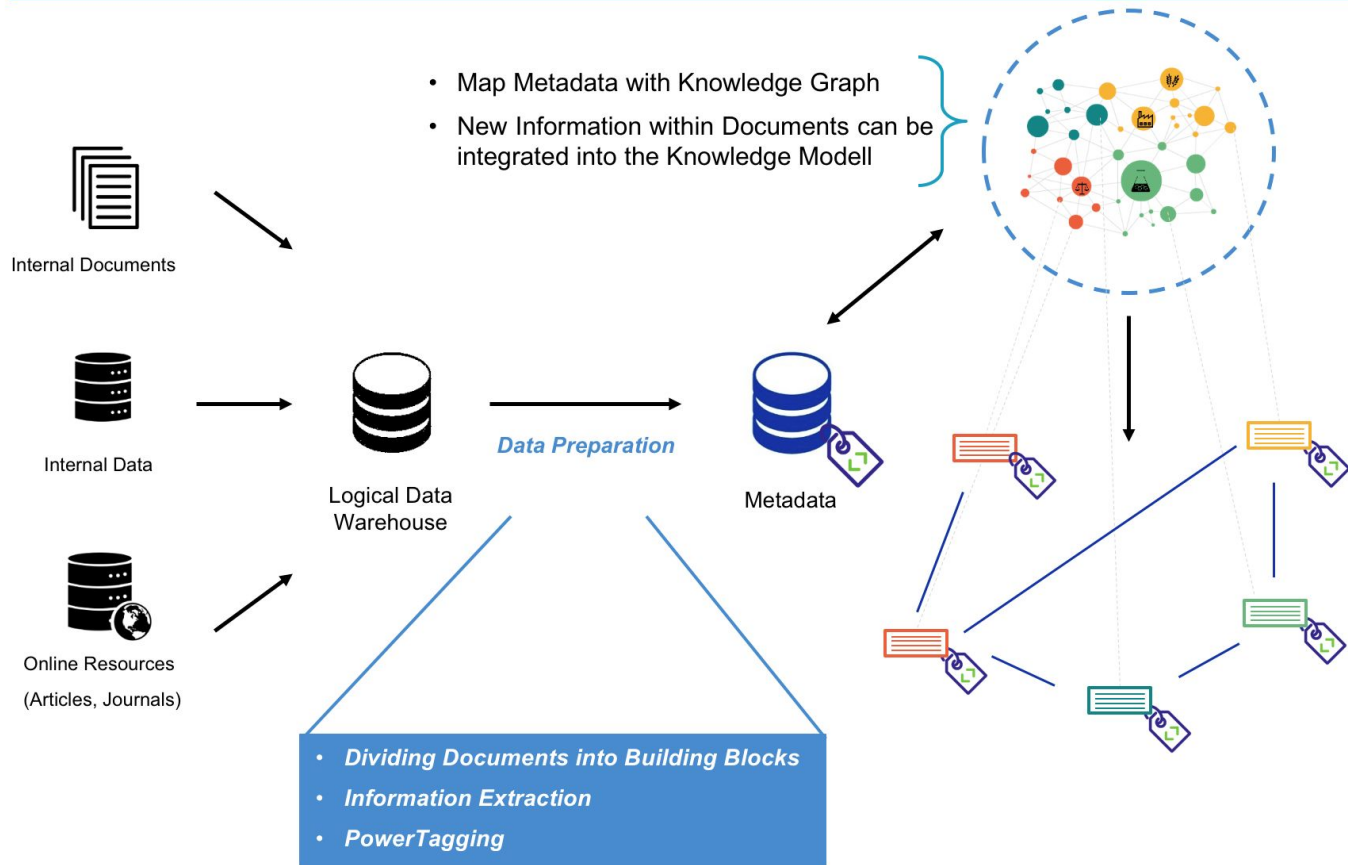 • Map Metadata with Knowledge Graph
• New Information within Documents can be
integrated into the Knowledge Modell
Internal Documents
Internal Data
Online Resources
(Articles, Journals)
Logical Data
Warehouse
Data Preparation
Metadata
• Dividing Documents into Building Blocks
• Information Extraction
• PowerTagging